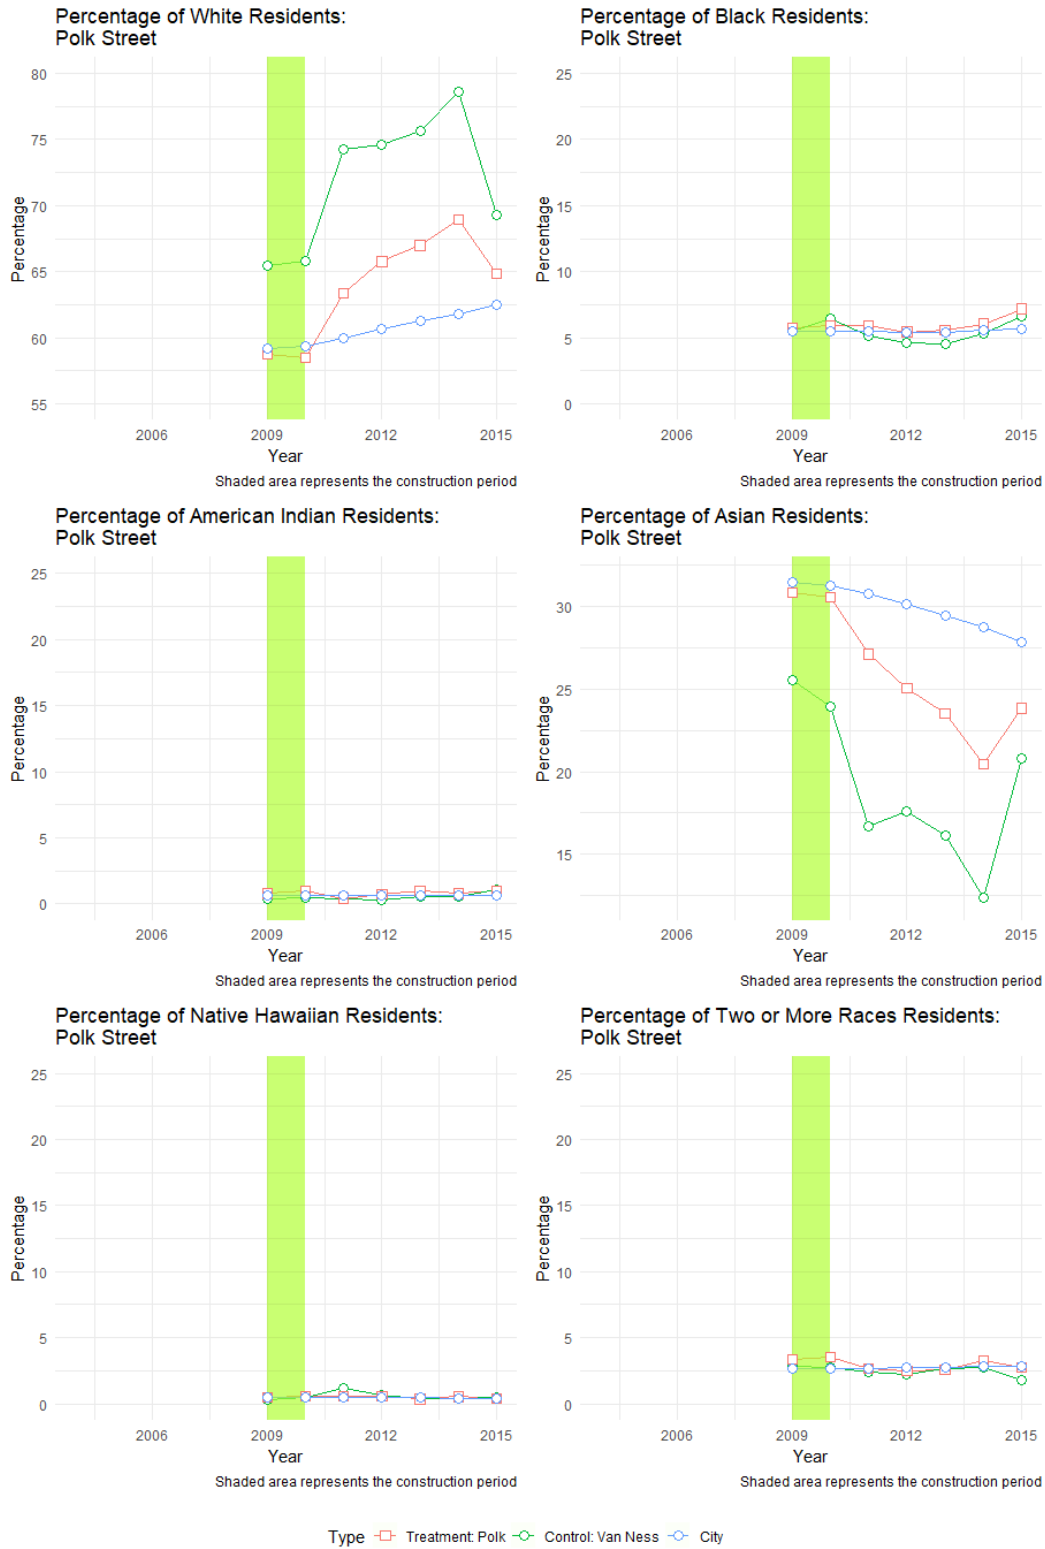 Percentage of White Residents:
Polk Street
80
75
70
65
60
55
Percentage
2006 2009 2012 2015
Year
Shaded area represents the construction period
Percentage of Black Residents:
Polk Street
25
20
15
10
5
0
Percentage
2006 2009 2012 2015
Year
Shaded area represents the construction period
Percentage of American Indian Residents:
Polk Street
25
20
15
10
5
0
Percentage
2006 2009 2012 2015
Year
Shaded area represents the construction period
Percentage of Asian Residents:
Polk Street
30
25
20
15
Percentage
2006 2009 2012 2015
Year
Shaded area represents the construction period
Percentage of Native Hawaiian Residents:
Polk Street
25
20
15
10
5
0
Percentage
2006 2009 2012 2015
Year
Shaded area represents the construction period
Percentage of Two or More Races Residents:
Polk Street
25
20
15
10
5
0
Percentage
2006 2009 2012 2015
Year
Shaded area represents the construction period
Type Treatment: Polk Control: Van Ness City